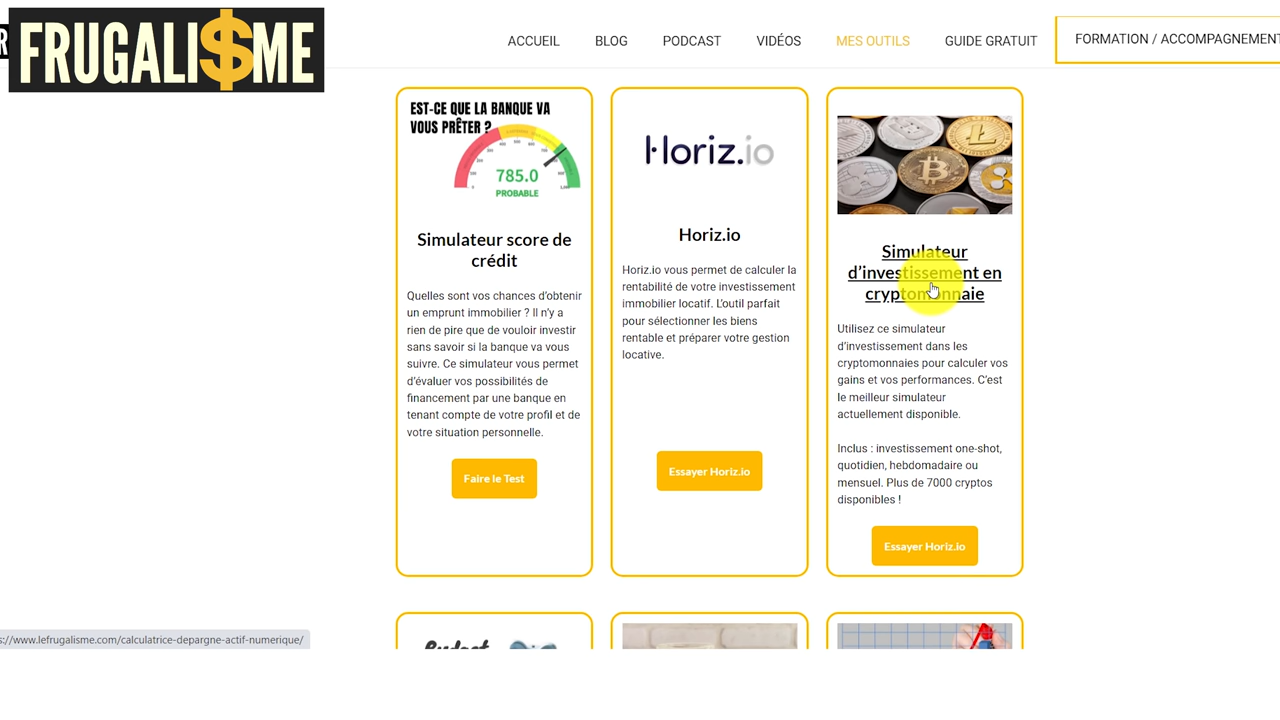 R
FRUGALI$ME
ACCUEIL
BLOG
PODCAST
VIDÉOS
MES OUTILS
GUIDE GRATUIT
FORMATION / ACCOMPAGNEMENT
EST-CE QUE LA BANQUE VA
VOUS PRÊTER ?
785.0
PROBABLE
Simulateur score de
crédit
Quelles sont vos chances d'obtenir
un emprunt immobilier ? Il n'y a
rien de pire que de vouloir investir
sans savoir si la banque va vous
suivre. Ce simulateur vous permet
d'évaluer vos possibilités de
financement par une banque en
tenant compte de votre profil et de
votre situation personnelle.
Faire le Test
Horiz.io
Horiz.io
Horiz.io vous permet de calculer la
rentabilité de votre investissement
immobilier locatif. L'outil parfait
pour sélectionner les biens
rentable et préparer votre gestion
locative.
Essayer Horiz.io
Simulateur
d'investissement en
cryptomonnaie
Utilisez ce simulateur
d'investissement dans les
cryptomonnaies pour calculer vos
gains et vos performances. C'est
le meilleur simulateur
actuellement disponible.
Inclus : investissement one-shot,
quotidien, hebdomadaire ou
mensuel. Plus de 7000 cryptos
disponibles !
Essayer Horiz.io
Budget
s://www.lefrugalisme.com/calculatrice-depargne-actif-numerique/